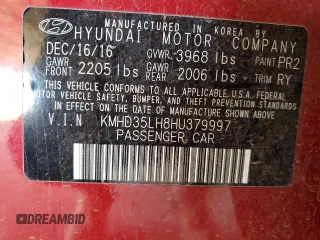 MANUFACTURED IN KOREA BY
HYUNDAI MOTOR COMPANY
DEC/16/16 GVWR 3968 lbs PAINT PR2
GAWR FRONT 2205 lbs GAWR REAR 2006 lbs TRIM RY
THIS VEHICLE CONFORMS TO ALL APPLICABLE U.S.A. FEDERAL
MOTOR VEHICLE SAFETY, BUMPER, AND THEFT PREVENTION
STANDARDS IN EFFECT ON THE DATE OF MANUFACTURE SHOWN ABOVE.
V.I.N KMHD35LH8HU379997
PASSENGER CAR
DREAMBID